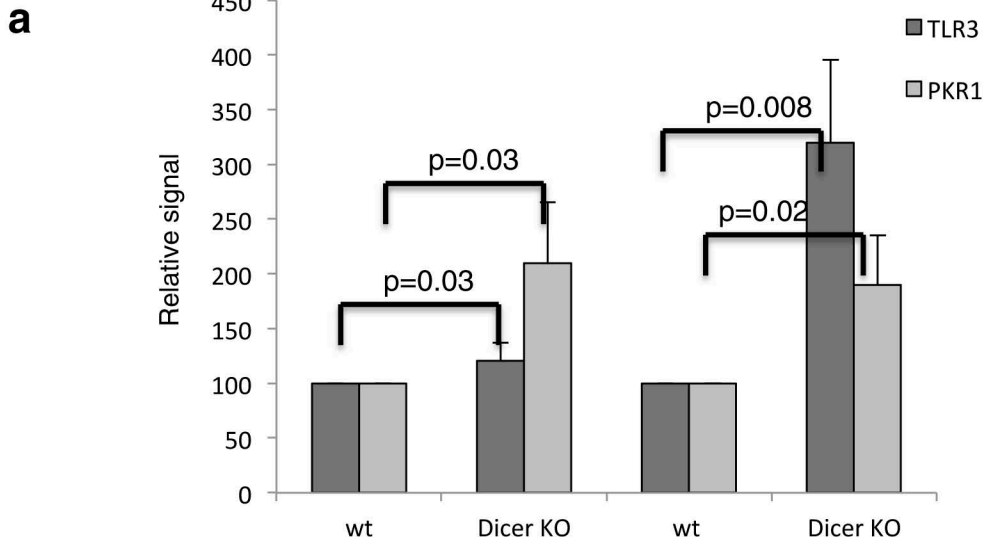 a
450
400
350
300
250
200
150
100
50
0
Relative signal
p=0.03
p=0.03
p=0.008
p=0.02
TLR3
PKR1
wt
Dicer KO
wt
Dicer KO